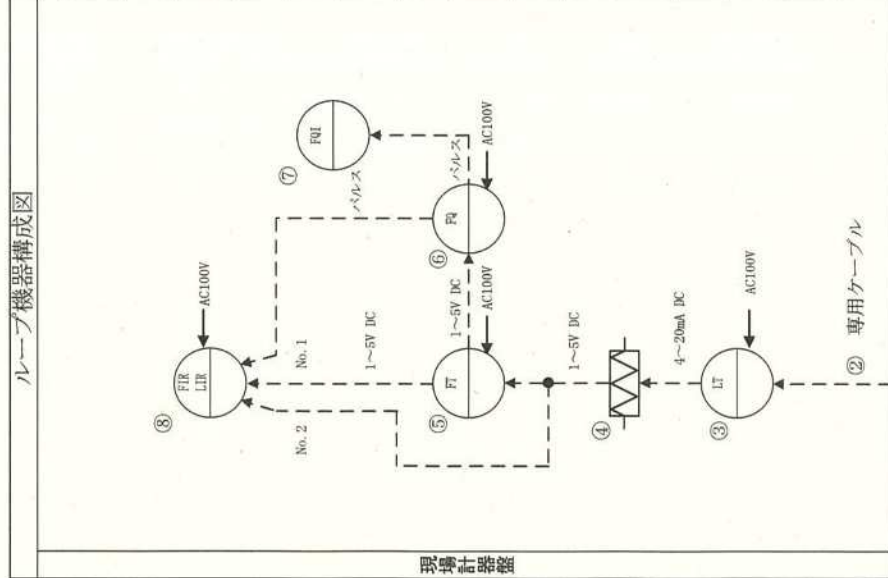 ループ機器構成図
FQI
⑦
パルス
パルス
AC100V
FQ
⑥
AC100V
FIR
LIR
⑧
No.1
No.2
1～5V DC
1～5V DC
AC100V
FT
⑤
1～5V DC
④
4～20mA DC
AC100V
LT
③
② 専用ケーブル
現場計器盤